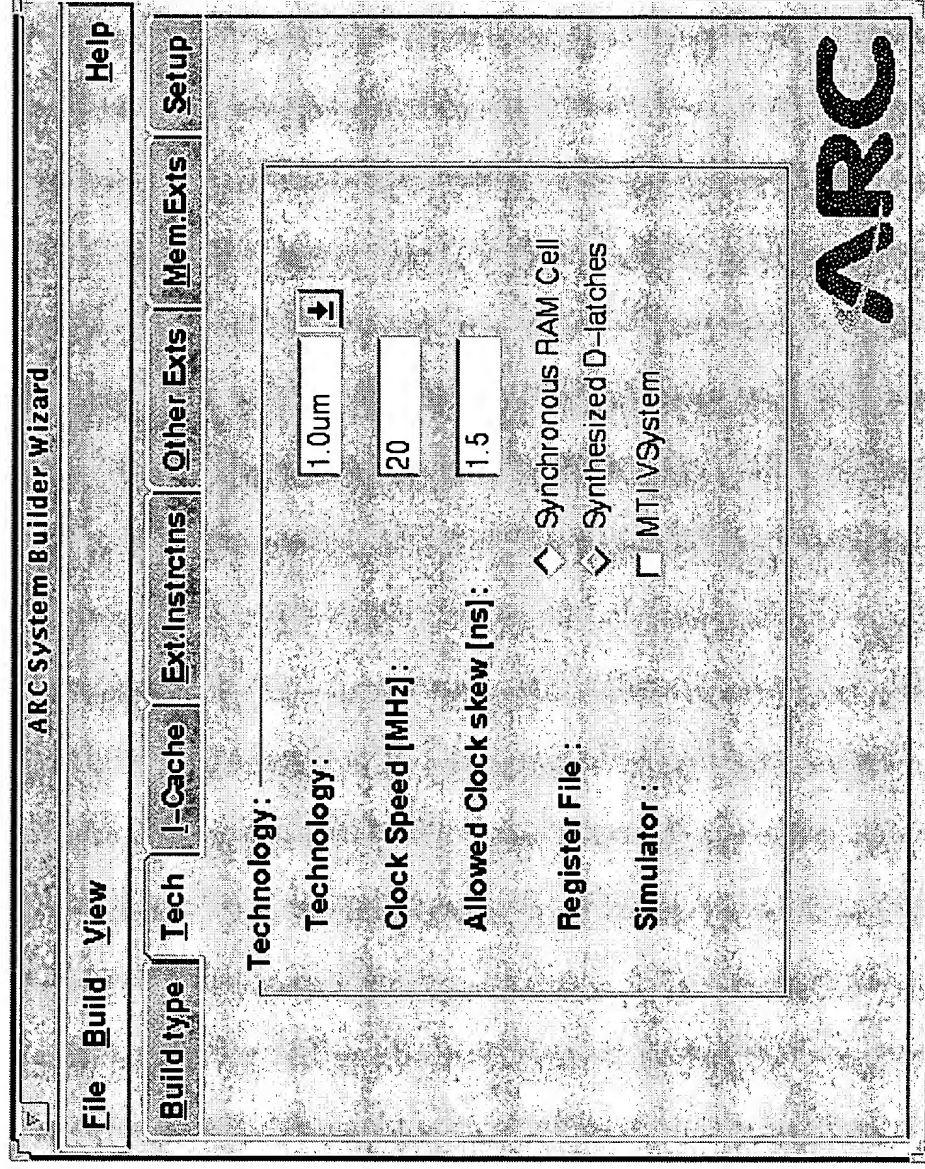 ARC System Builder Wizard
File Build View Help
Build type Tech I-Cache Ext.Instrctns Other Exts Mem.Exts Setup
Technology:
Technology: 1.0um
Clock Speed [MHz]: 20
Allowed Clock skew [ns]: 1.5
Register File: Synchronous RAM Cell
Synthesized D-latches
Simulator: MTI VSystem
ARC